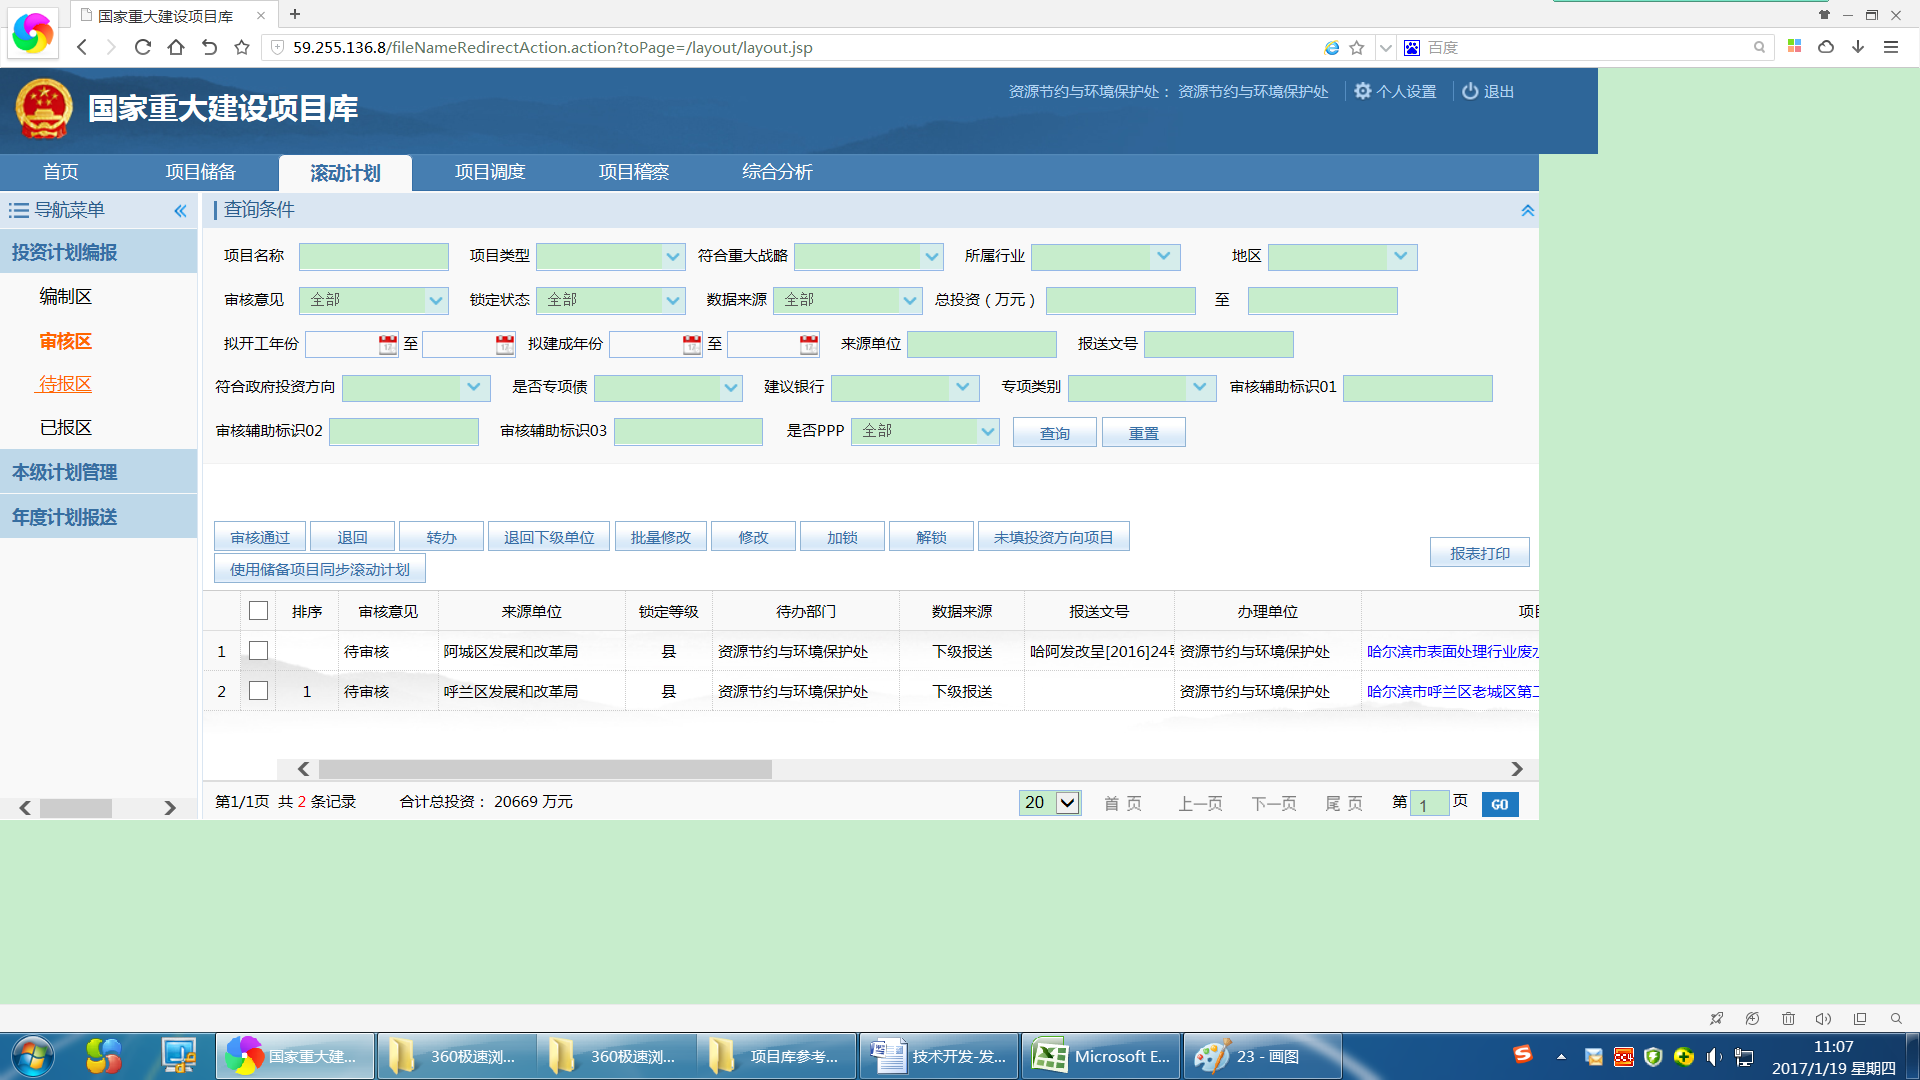 国家重大建设项目库
59.255.136.8/fileNameRedirectAction.action?toPage=/layout/layout.jsp
百度
国家重大建设项目库
资源节约与环境保护处： 资源节约与环境保护处 个人设置 退出
首页 项目储备 滚动计划 项目调度 项目稽察 综合分析
导航菜单
投资计划编报
编制区
审核区
待报区
已报区
本级计划管理
年度计划报送
查询条件
项目名称 项目类型 符合重大战略 所属行业 地区
审核意见 全部 锁定状态 全部 数据来源 全部 总投资（万元） 至
拟开工年份 至 拟建成年份 至 来源单位 报送文号
符合政府投资方向 是否专项债 建议银行 专项类别 审核辅助标识01
审核辅助标识02 审核辅助标识03 是否PPP 全部 查询 重置
审核通过 退回 转办 退回下级单位 批量修改 修改 加锁 解锁 未填投资方向项目
使用储备项目同步滚动计划 报表打印
排序 审核意见 来源单位 锁定等级 待办部门 数据来源 报送文号 办理单位 项目
1 待审核 阿城区发展和改革局 县 资源节约与环境保护处 下级报送 哈阿发改呈[2016]24号 资源节约与环境保护处 哈尔滨市表面处理行业废水
2 1 待审核 呼兰区发展和改革局 县 资源节约与环境保护处 下级报送 资源节约与环境保护处 哈尔滨市呼兰区老城区第二
第1/1页 共 2 条记录 合计总投资： 20669 万元 20 首 页 上一页 下一页 尾 页 第 1 页 GO
国家重大建... 360极速浏... 360极速浏... 项目库参考... 技术开发-发... Microsoft E... 23 - 画图
11:07
2017/1/19 星期四